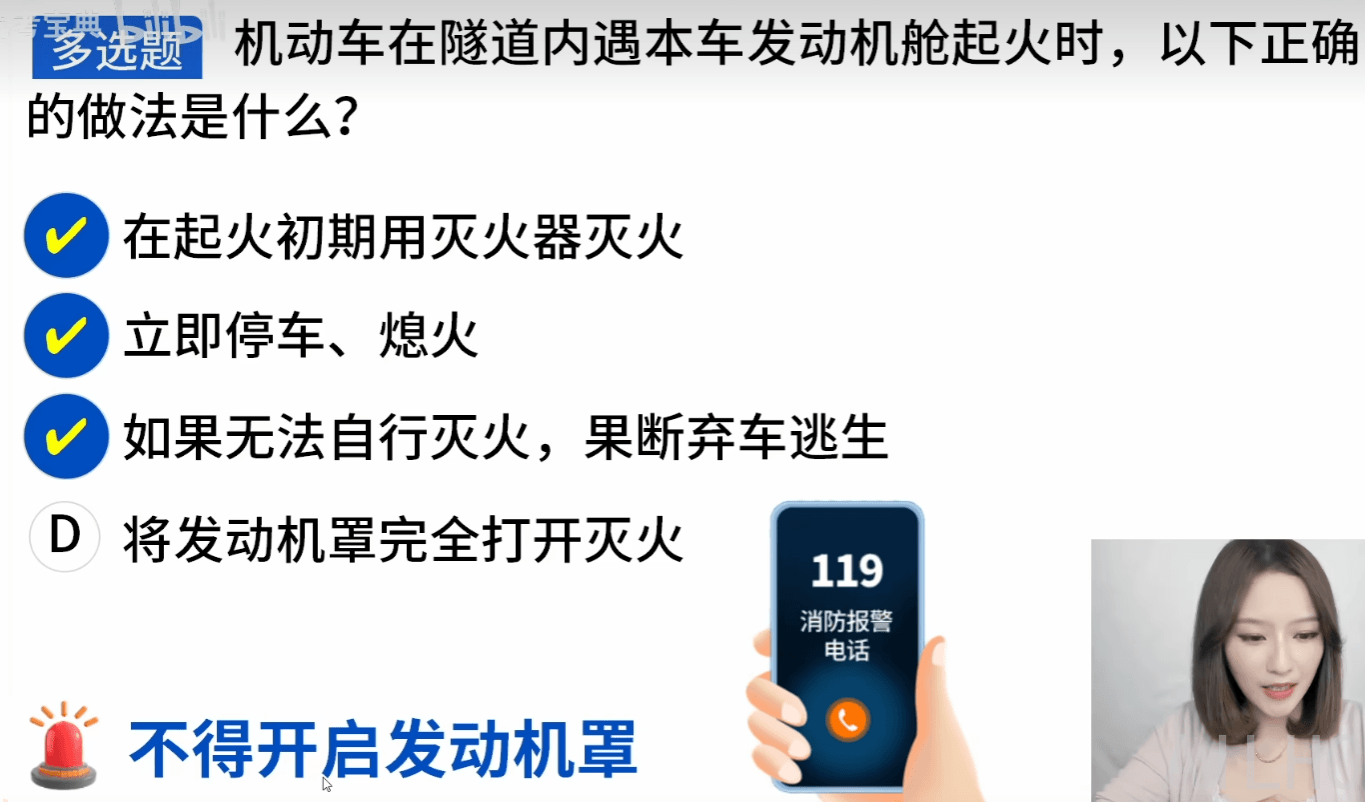 多选题 机动车在隧道内遇本车发动机舱起火时，以下正确
的做法是什么？
在起火初期用灭火器灭火
立即停车、熄火
如果无法自行灭火，果断弃车逃生
D 将发动机罩完全打开灭火
119
消防报警
电话
不得开启发动机罩